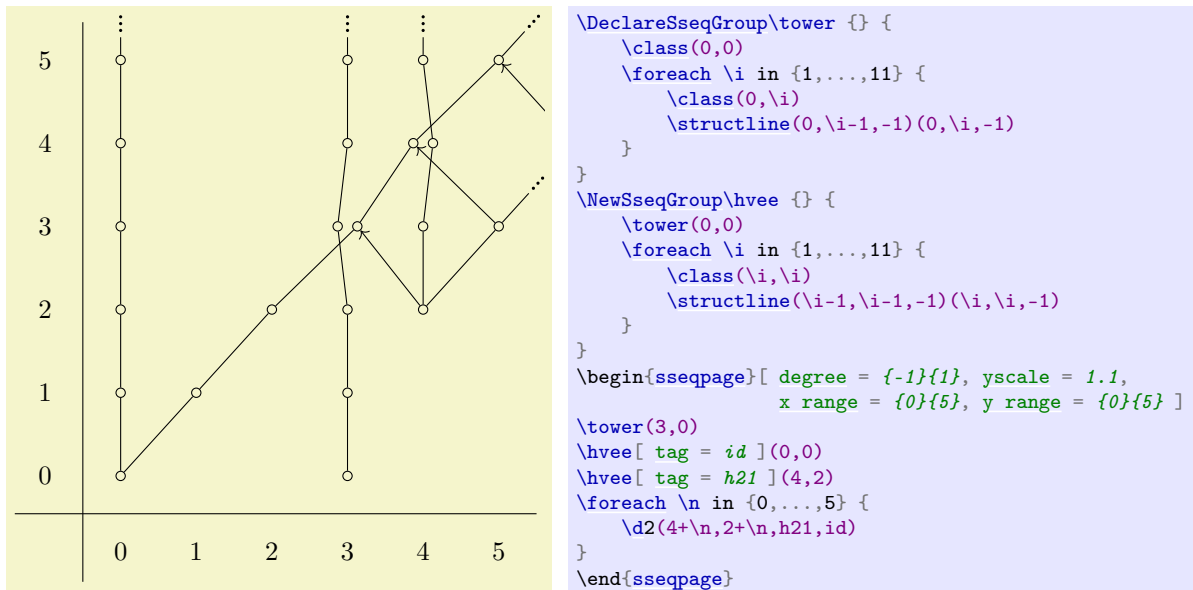 5
4
3
2
1
0
0 1 2 3 4 5
\DeclareSseqGroup\tower {} {
    \class(0,0)
    \foreach \i in {1,...,11} {
        \class(0,\i)
        \structline(0,\i-1,-1)(0,\i,-1)
    }
}
\NewSseqGroup\hvee {} {
    \tower(0,0)
    \foreach \i in {1,...,11} {
        \class(\i,\i)
        \structline(\i-1,\i-1,-1)(\i,\i,-1)
    }
}
\begin{sseqpage}[ degree = {-1}{1}, yscale = 1.1,
                  x range = {0}{5}, y range = {0}{5} ]
\tower(3,0)
\hvee[ tag = id ](0,0)
\hvee[ tag = h21 ](4,2)
\foreach \n in {0,...,5} {
    \d2(4+\n,2+\n,h21,id)
}
\end{sseqpage}